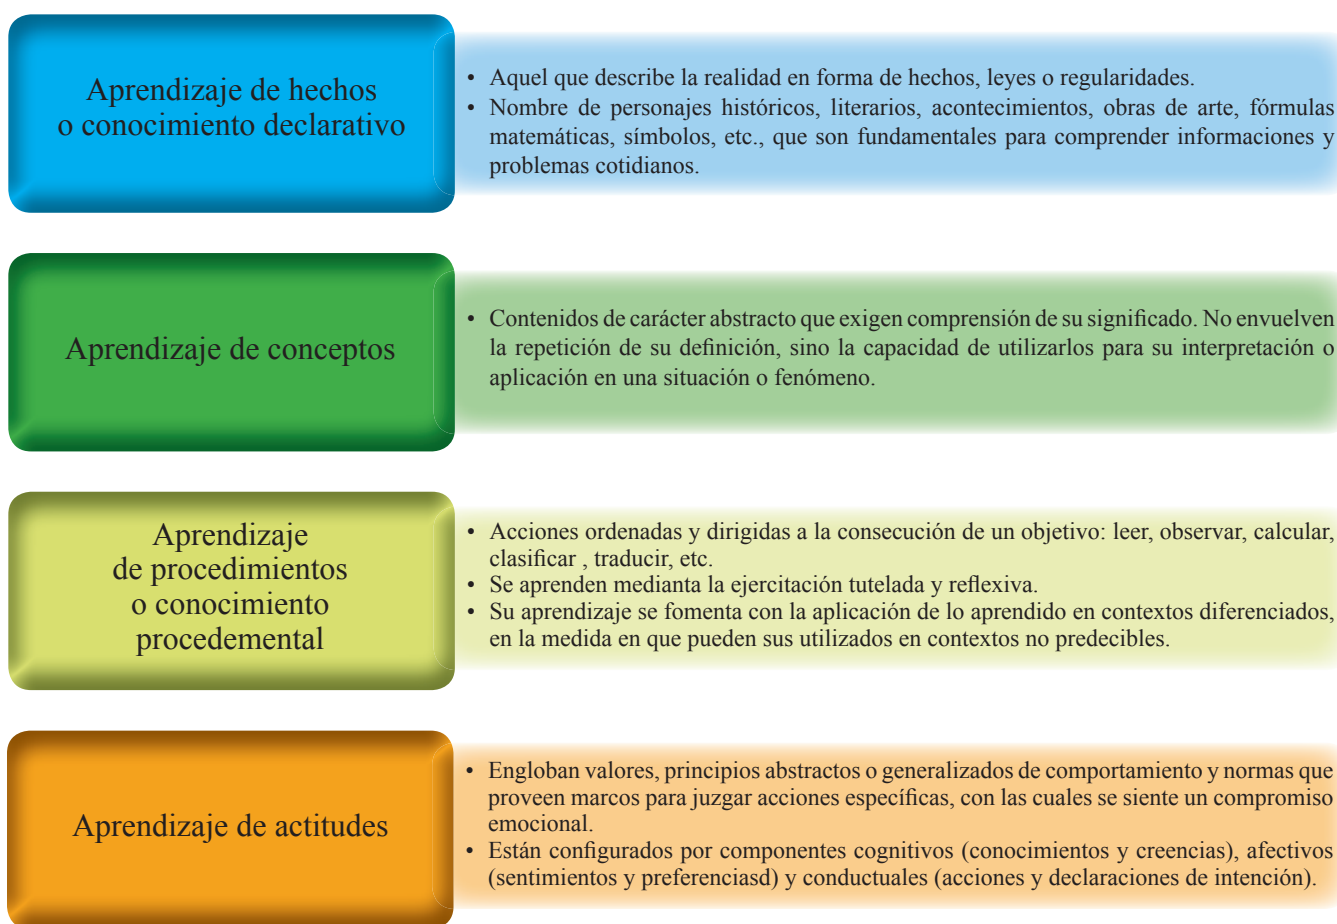 Aprendizaje de hechos
o conocimiento declarativo
• Aquel que describe la realidad en forma de hechos, leyes o regularidades.
• Nombre de personajes históricos, literarios, acontecimientos, obras de arte, fórmulas
matemáticas, símbolos, etc., que son fundamentales para comprender informaciones y
problemas cotidianos.
Aprendizaje de conceptos
• Contenidos de carácter abstracto que exigen comprensión de su significado. No envuelven
la repetición de su definición, sino la capacidad de utilizarlos para su interpretación o
aplicación en una situación o fenómeno.
Aprendizaje
de procedimientos
o conocimiento
procedemental
• Acciones ordenadas y dirigidas a la consecución de un objetivo: leer, observar, calcular,
clasificar , traducir, etc.
• Se aprenden medianta la ejercitación tutelada y reflexiva.
• Su aprendizaje se fomenta con la aplicación de lo aprendido en contextos diferenciados,
en la medida en que pueden sus utilizados en contextos no predecibles.
Aprendizaje de actitudes
• Engloban valores, principios abstractos o generalizados de comportamiento y normas que
proveen marcos para juzgar acciones específicas, con las cuales se siente un compromiso
emocional.
• Están configurados por componentes cognitivos (conocimientos y creencias), afectivos
(sentimientos y preferenciasd) y conductuales (acciones y declaraciones de intención).